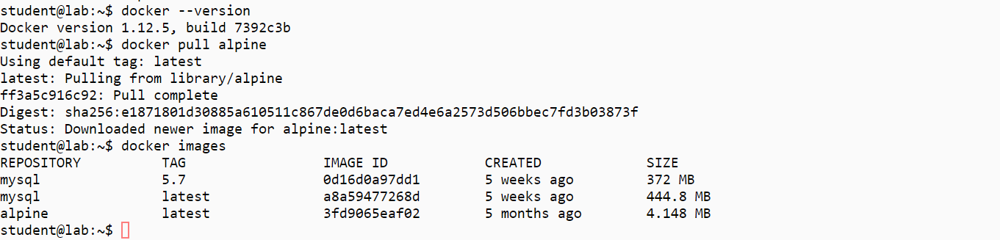 student@lab:~$ docker --version
Docker version 1.12.5, build 7392c3b
student@lab:~$ docker pull alpine
Using default tag: latest
latest: Pulling from library/alpine
ff3a5c916c92: Pull complete
Digest: sha256:e1871801d30885a610511c867de0d6baca7ed4e6a2573d506bbec7fd3b03873f
Status: Downloaded newer image for alpine:latest
student@lab:~$ docker images
REPOSITORY          TAG                 IMAGE ID            CREATED             SIZE
mysql               5.7                 0d16d0a97dd1        5 weeks ago         372 MB
mysql               latest              a8a59477268d        5 weeks ago         444.8 MB
alpine              latest              3fd9065eaf02        5 months ago        4.148 MB
student@lab:~$